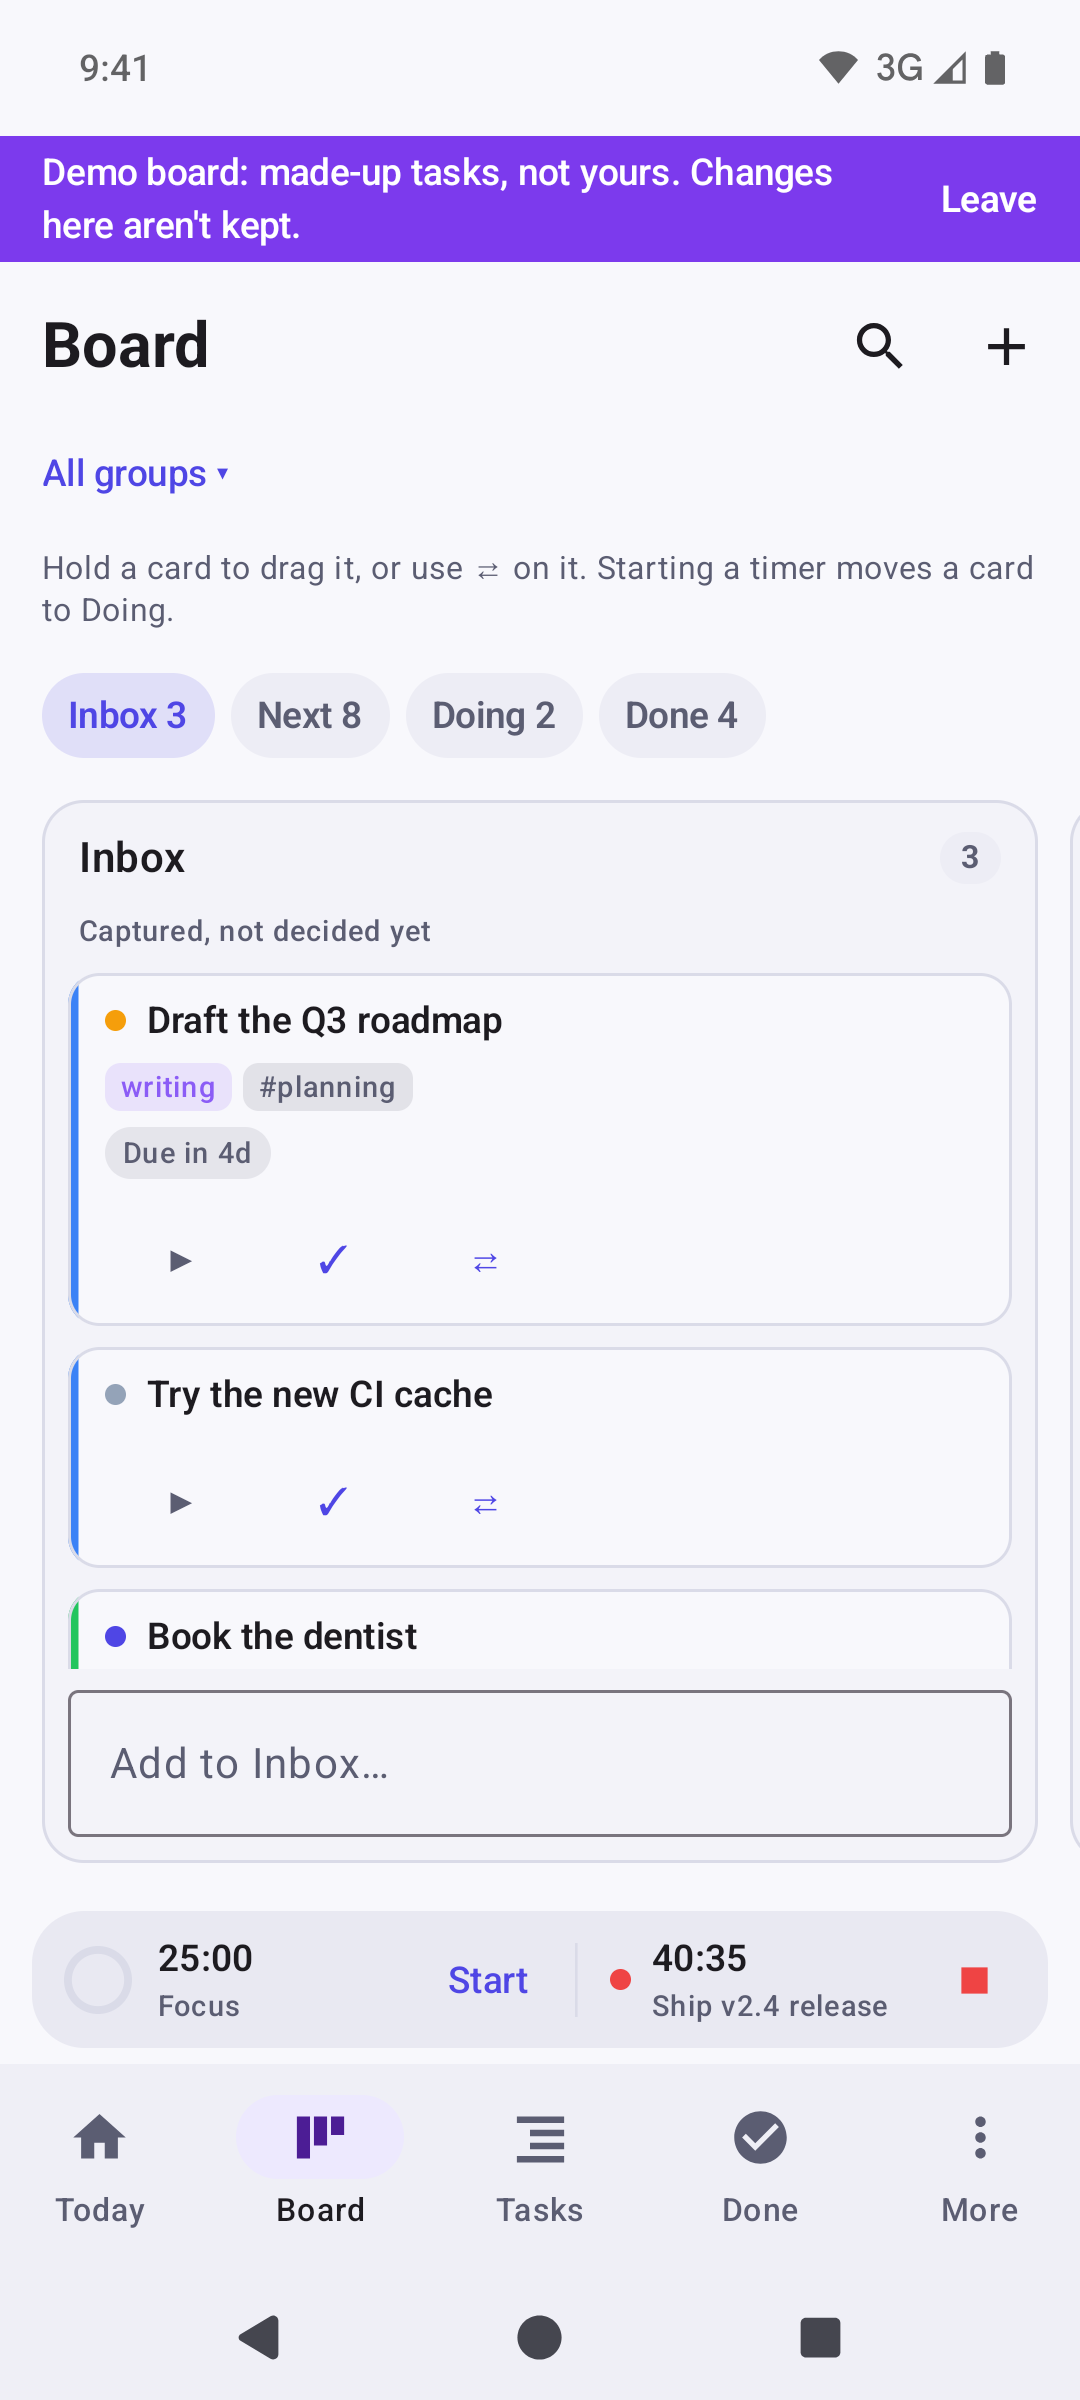 9:41
3G
Demo board: made-up tasks, not yours. Changes
here aren't kept.
Leave
Board
All groups ▾
Hold a card to drag it, or use ⇄ on it. Starting a timer moves a card
to Doing.
Inbox 3
Next 8
Doing 2
Done 4
Inbox
3
Captured, not decided yet
Draft the Q3 roadmap
writing
#planning
Due in 4d
▶ ✓ ⇄
Try the new CI cache
▶ ✓ ⇄
Book the dentist
Add to Inbox…
25:00
Focus
Start
40:35
Ship v2.4 release
Today
Board
Tasks
Done
More